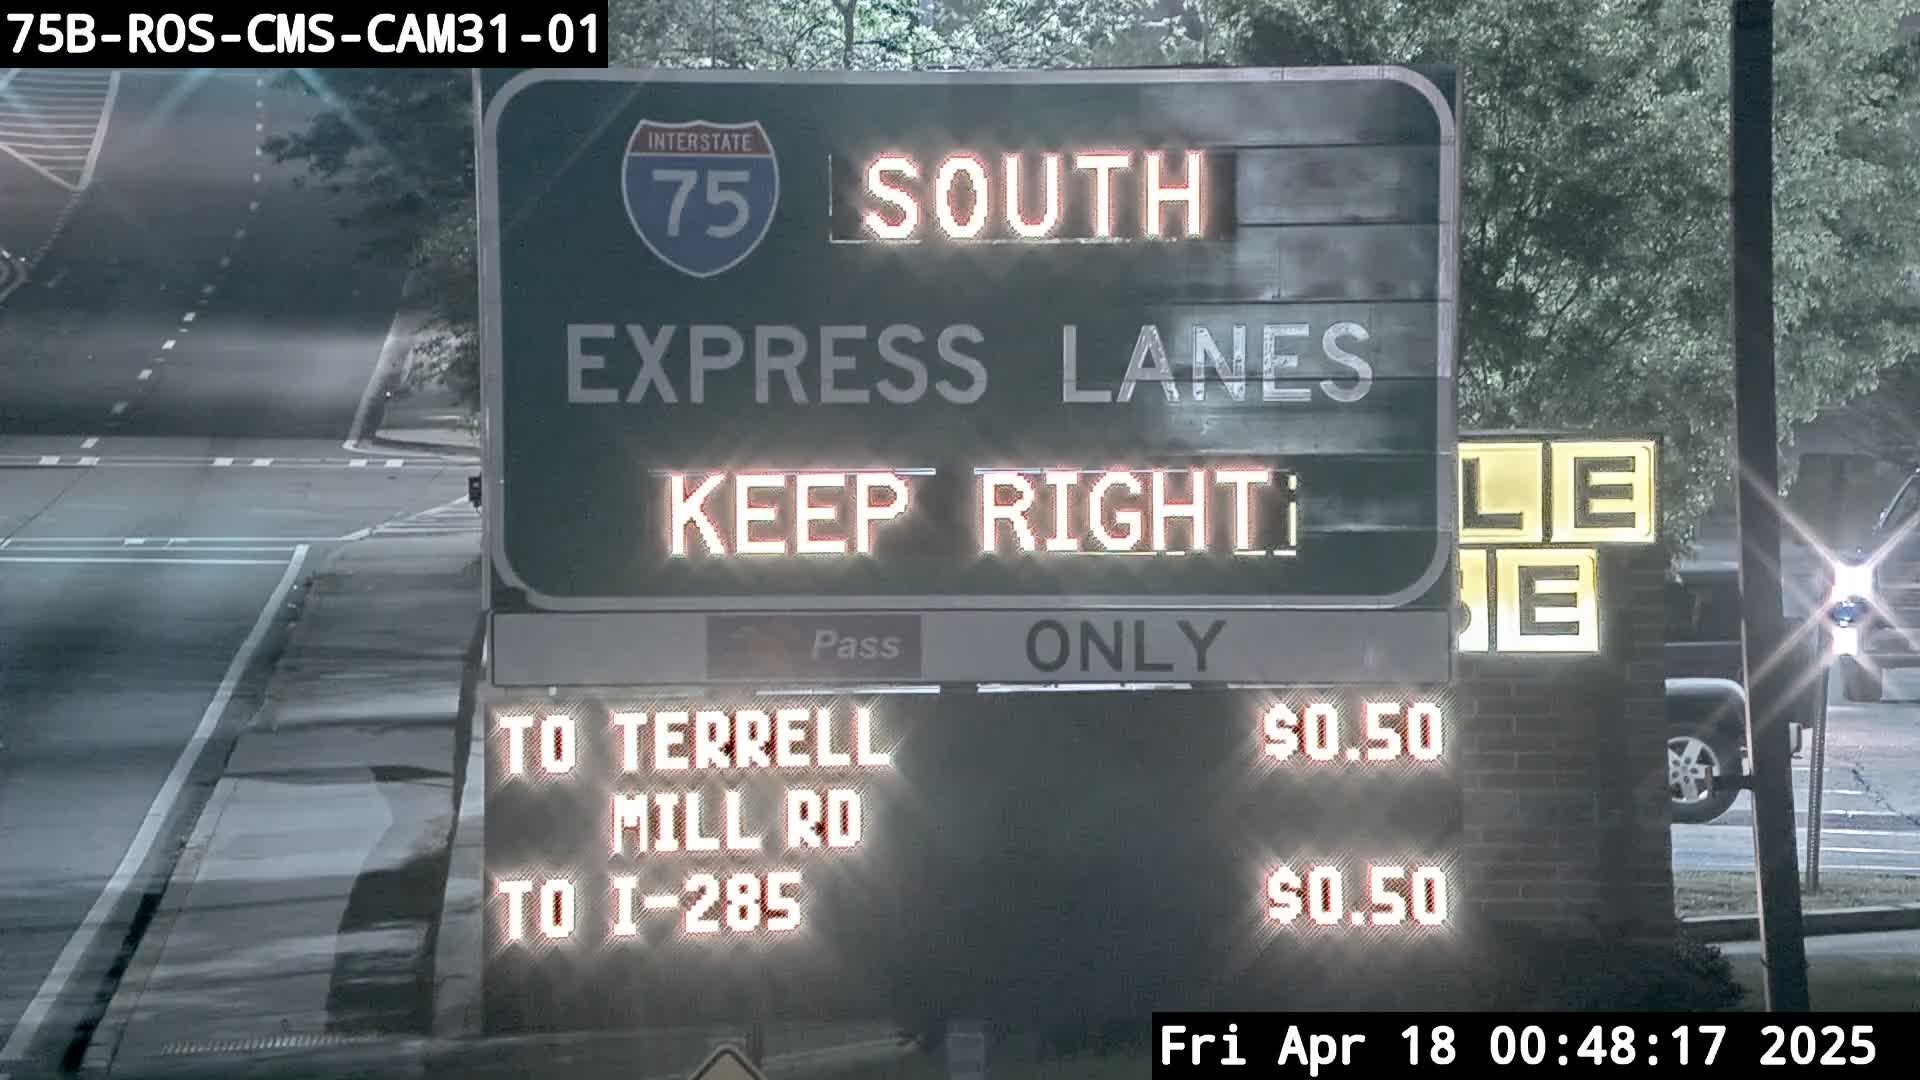 75B-ROS-CMS-CAM31-01
INTERSTATE
75
SOUTH
EXPRESS LANES
KEEP RIGHT
LE
E
Pass ONLY
TO TERRELL $0.50
MILL RD
TO I-285 $0.50
Fri Apr 18 00:48:17 2025